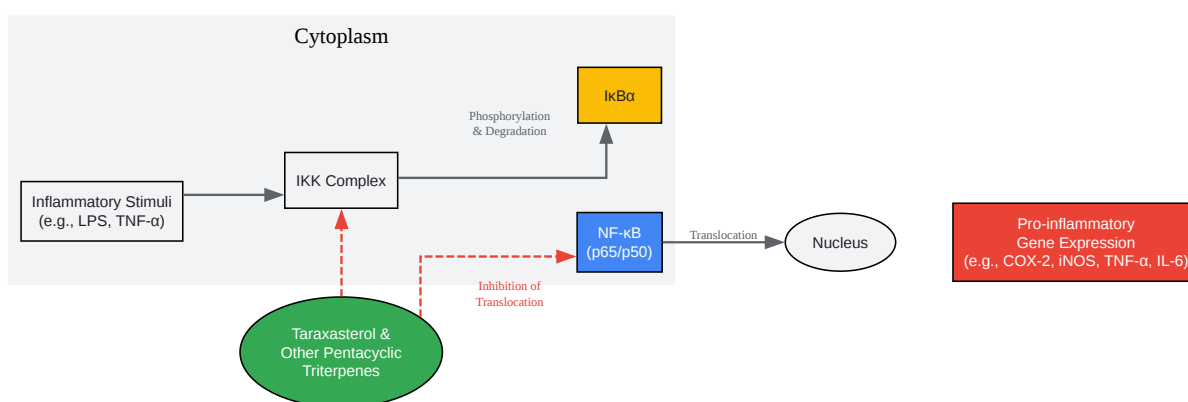 Cytoplasm
IκBα
Phosphorylation
& Degradation
IKK Complex
Inflammatory Stimuli
(e.g., LPS, TNF-α)
NF-κB
(p65/p50)
Translocation
Nucleus
Pro-inflammatory
Gene Expression
(e.g., COX-2, iNOS, TNF-α, IL-6)
Inhibition of
Translocation
Taraxasterol &
Other Pentacyclic
Triterpenes